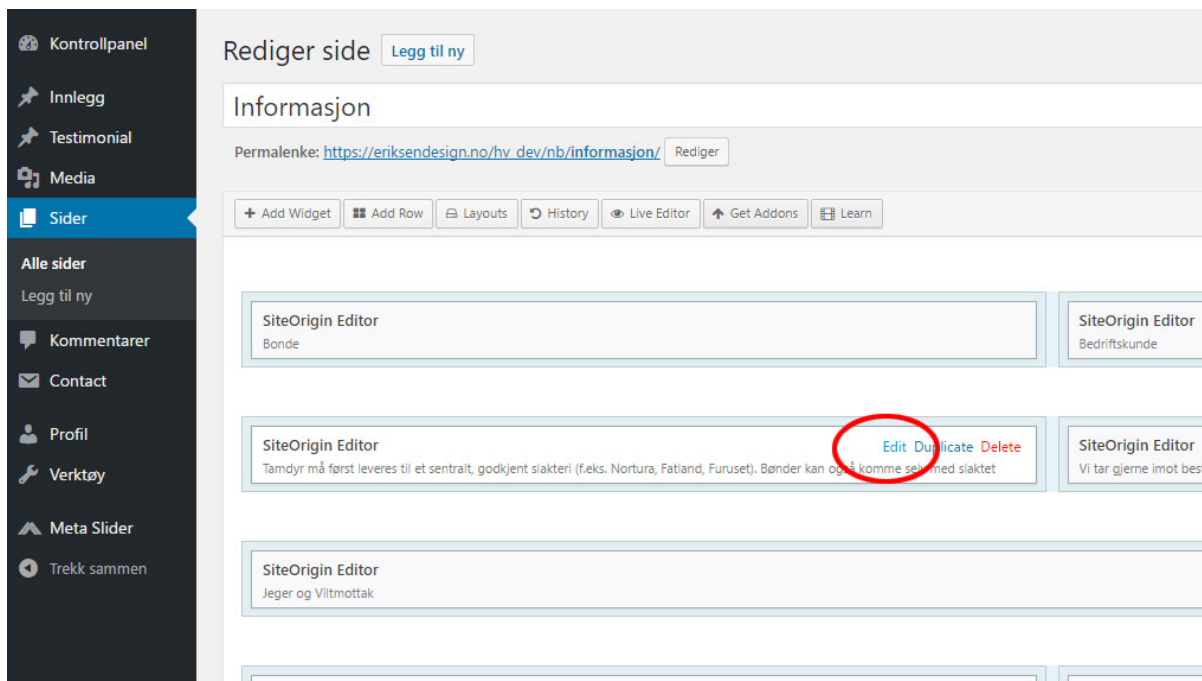 Kontrollpanel
Innlegg
Testimonial
Media
Sider
Alle sider
Legg til ny
Kommentarer
Contact
Profil
Verktøy
Meta Slider
Trekk sammen
Rediger side Legg til ny
Informasjon
Permalenke: https://eriksendesign.no/hv_dev/nb/informasjon/ Rediger
Add Widget Add Row Layouts History Live Editor Get Addons Learn
SiteOrigin Editor
Bonde
SiteOrigin Editor
Bedriftskunde
SiteOrigin Editor Edit Duplicate Delete
Tamdyr må først leveres til et sentralt, godkjent slakteri (f.eks. Nortura, Fatland, Furuset). Bønder kan også komme selv med slaktet
SiteOrigin Editor
Vi tar gjerne imot bes
SiteOrigin Editor
Jeger og Viltmottak